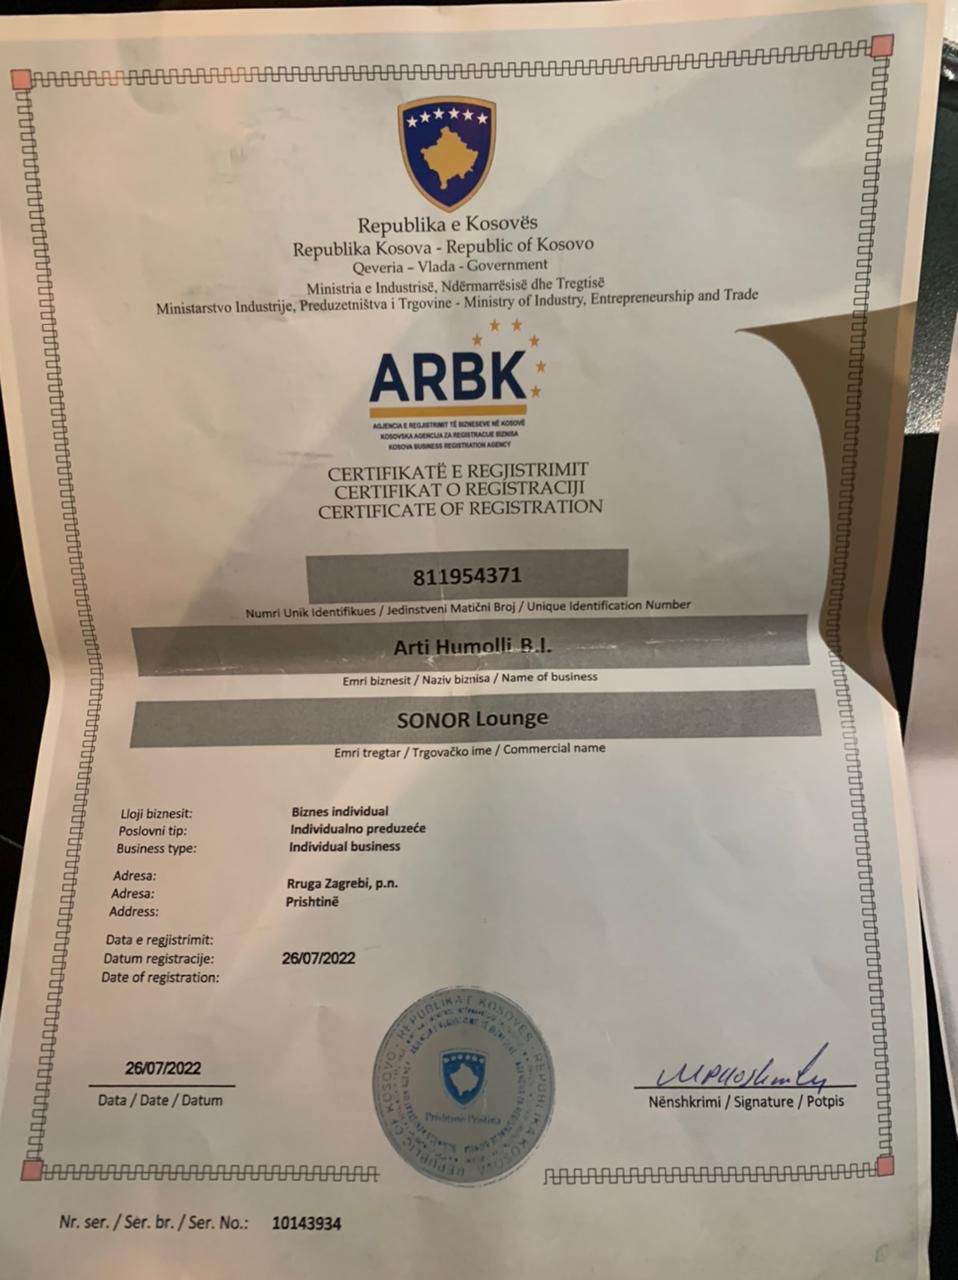 Republika e Kosovës
Republika Kosova - Republic of Kosovo
Qeveria – Vlada - Government
Ministria e Industrisë, Ndërmarrësisë dhe Tregtisë
Ministarstvo Industrije, Preduzetništva i Trgovine - Ministry of Industry, Entrepreneurship and Trade
ARBK
AGJENCIA E REGJISTRIMIT TË BIZNESEVE NË KOSOVË
KOSOVSKA AGENCIJA ZA REGISTRACIJE BIZNISA
KOSOVA BUSINESS REGISTRATION AGENCY
CERTIFIKATË E REGJISTRIMIT
CERTIFIKAT O REGISTRACIJI
CERTIFICATE OF REGISTRATION
811954371
Numri Unik Identifikues / Jedinstveni Matični Broj / Unique Identification Number
Arti Humolli B.I.
Emri biznesit / Naziv biznisa / Name of business
SONOR Lounge
Emri tregtar / Trgovačko ime / Commercial name
Lloji biznesit: Biznes individual
Poslovni tip: Individualno preduzeće
Business type: Individual business
Adresa: Rruga Zagrebi, p.n.
Adresa: Prishtinë
Address:
Data e regjistrimit:
Datum registracije: 26/07/2022
Date of registration:
26/07/2022
Data / Date / Datum
REPUBLIKA E KOSOVËS · REPUBLIKA KOSOVA · REPUBLIC OF KOSOVO
Prishtinë Priština
Nënshkrimi / Signature / Potpis
Nr. ser. / Ser. br. / Ser. No.: 10143934